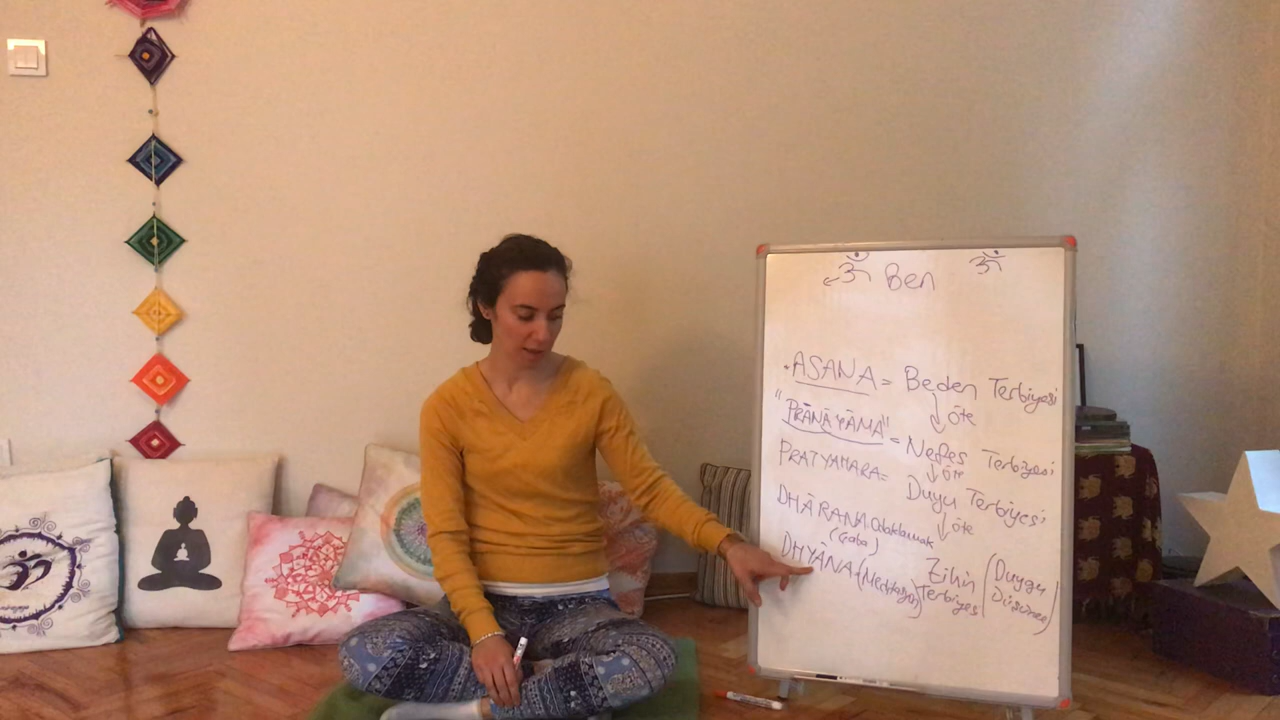 ॐ Ben ॐ
. ASANA = Beden Terbiyesi
↓ Öte
"PRĀNĀYĀMA" = Nefes Terbiyesi
↓ öte
PRATYAHARA = Duyu Terbiyesi
↓ öte
DHĀRANA Odaklanmak
(Çaba)
DHYĀNA (Meditasyon) Zihin Terbiyesi (Duygu
Düşünce)